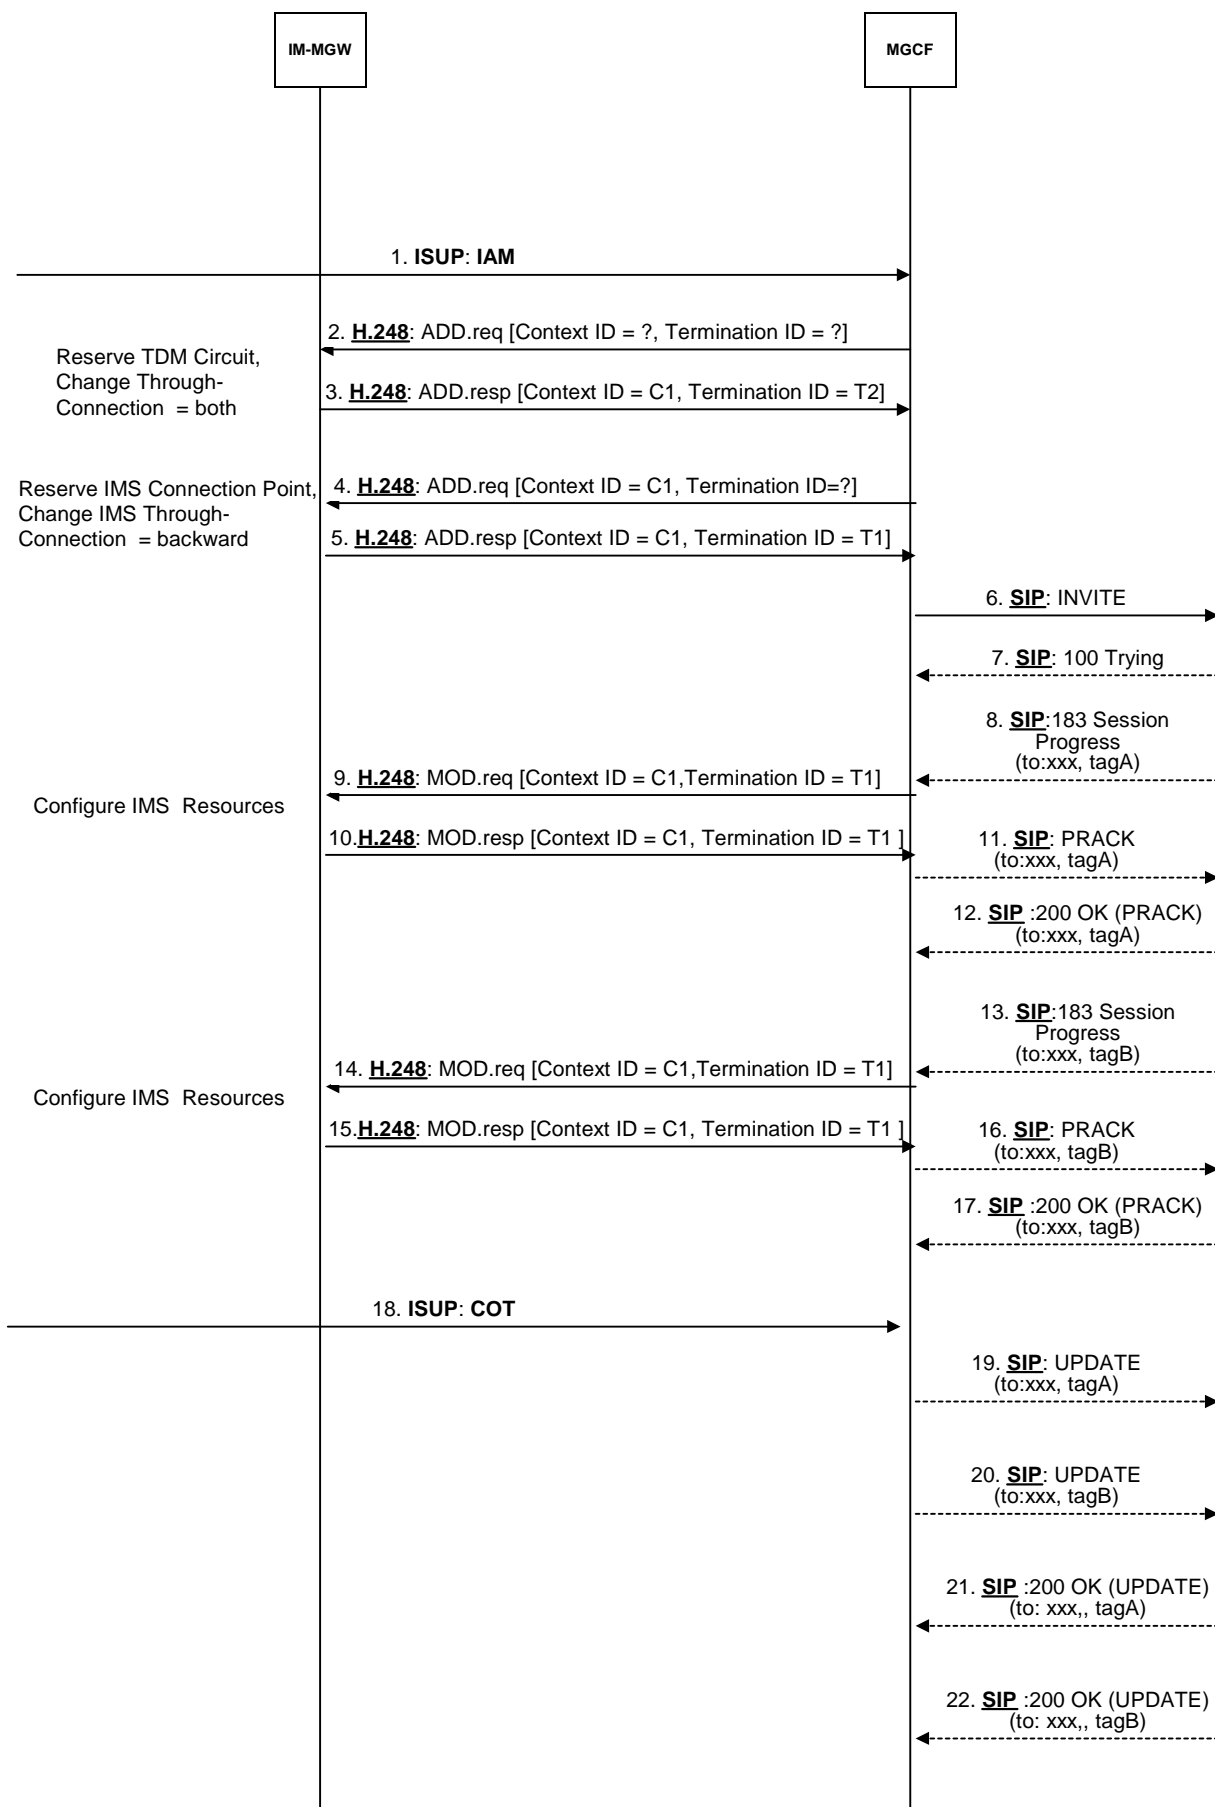 IM-MGW
MGCF
1. ISUP: IAM
2. H.248: ADD.req [Context ID = ?, Termination ID = ?]
Reserve TDM Circuit,
Change Through-
Connection = both
3. H.248: ADD.resp [Context ID = C1, Termination ID = T2]
4. H.248: ADD.req [Context ID = C1, Termination ID=?]
Reserve IMS Connection Point,
Change IMS Through-
Connection = backward
5. H.248: ADD.resp [Context ID = C1, Termination ID = T1]
6. SIP: INVITE
7. SIP: 100 Trying
8. SIP:183 Session
Progress
(to:xxx, tagA)
9. H.248: MOD.req [Context ID = C1,Termination ID = T1]
Configure IMS Resources
10.H.248: MOD.resp [Context ID = C1, Termination ID = T1 ]
11. SIP: PRACK
(to:xxx, tagA)
12. SIP :200 OK (PRACK)
(to:xxx, tagA)
13. SIP:183 Session
Progress
(to:xxx, tagB)
14. H.248: MOD.req [Context ID = C1,Termination ID = T1]
Configure IMS Resources
15.H.248: MOD.resp [Context ID = C1, Termination ID = T1 ]
16. SIP: PRACK
(to:xxx, tagB)
17. SIP :200 OK (PRACK)
(to:xxx, tagB)
18. ISUP: COT
19. SIP: UPDATE
(to:xxx, tagA)
20. SIP: UPDATE
(to:xxx, tagB)
21. SIP :200 OK (UPDATE)
(to: xxx,, tagA)
22. SIP :200 OK (UPDATE)
(to: xxx,, tagB)